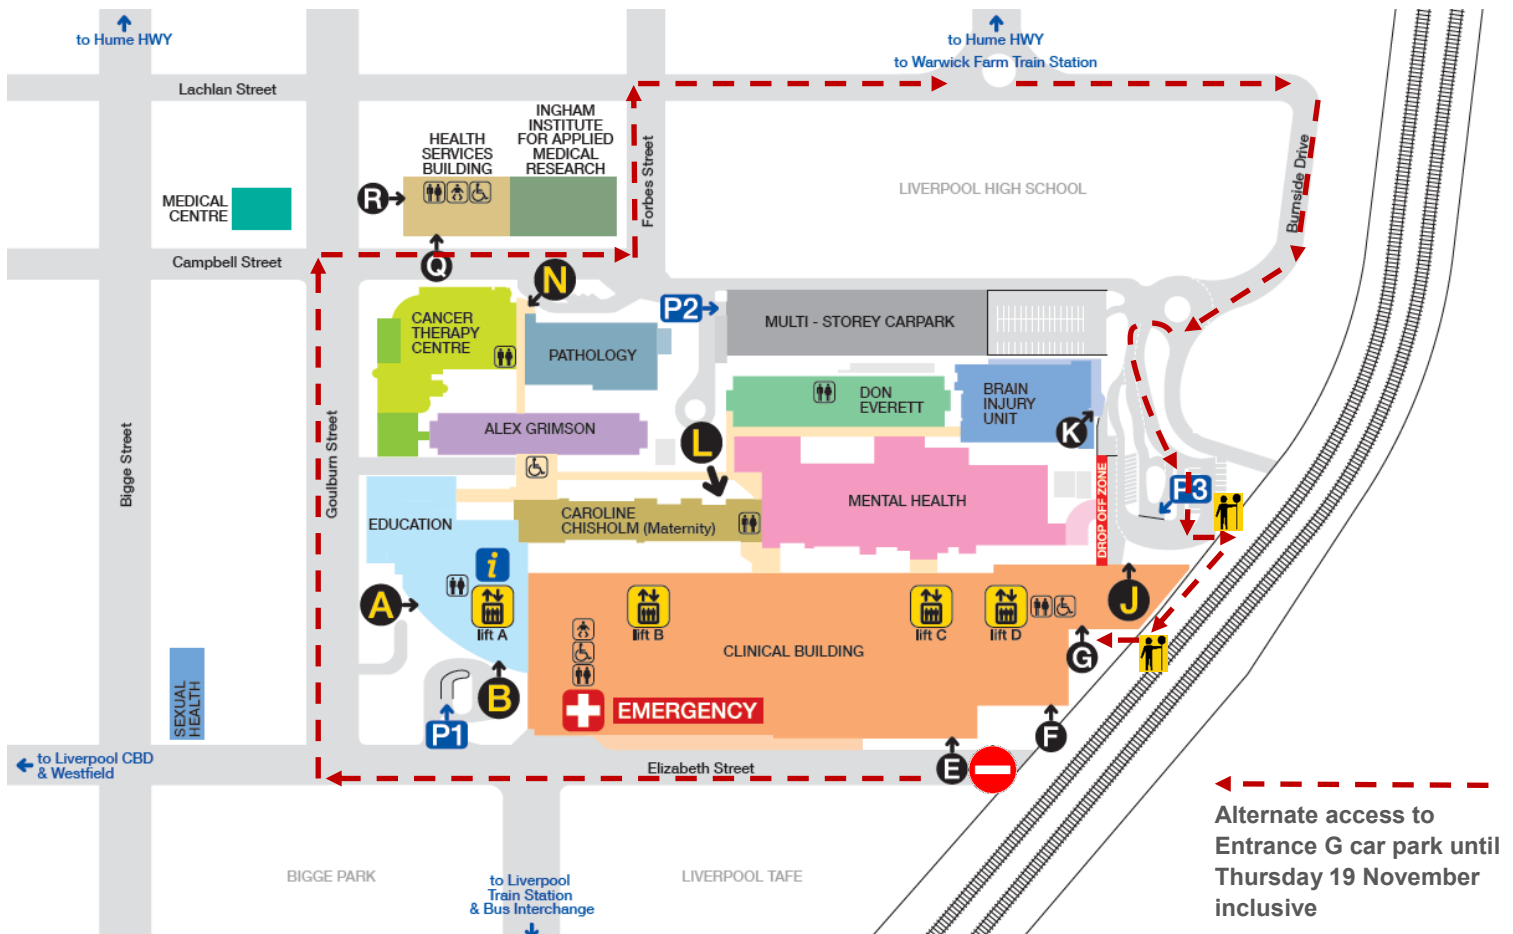 to Hume HWY
to Hume HWY
to Warwick Farm Train Station
Lachlan Street
HEALTH
SERVICES
BUILDING
INGHAM
INSTITUTE
FOR APPLIED
MEDICAL
RESEARCH
Forbes Street
LIVERPOOL HIGH SCHOOL
Burnside Drive
MEDICAL
CENTRE
R
Q
Campbell Street
N
P2
MULTI - STOREY CARPARK
CANCER
THERAPY
CENTRE
PATHOLOGY
DON
EVERETT
BRAIN
INJURY
UNIT
K
ALEX GRIMSON
L
Bigge Street
Goulburn Street
EDUCATION
CAROLINE
CHISHOLM (Maternity)
MENTAL HEALTH
DROP OFF ZONE
P3
i
A
lift A
lift B
lift C
lift D
J
G
CLINICAL BUILDING
B
EMERGENCY
SEXUAL
HEALTH
P1
F
E
to Liverpool CBD
& Westfield
Elizabeth Street
Alternate access to
Entrance G car park until
Thursday 19 November
inclusive
BIGGE PARK
to Liverpool
Train Station
& Bus Interchange
LIVERPOOL TAFE